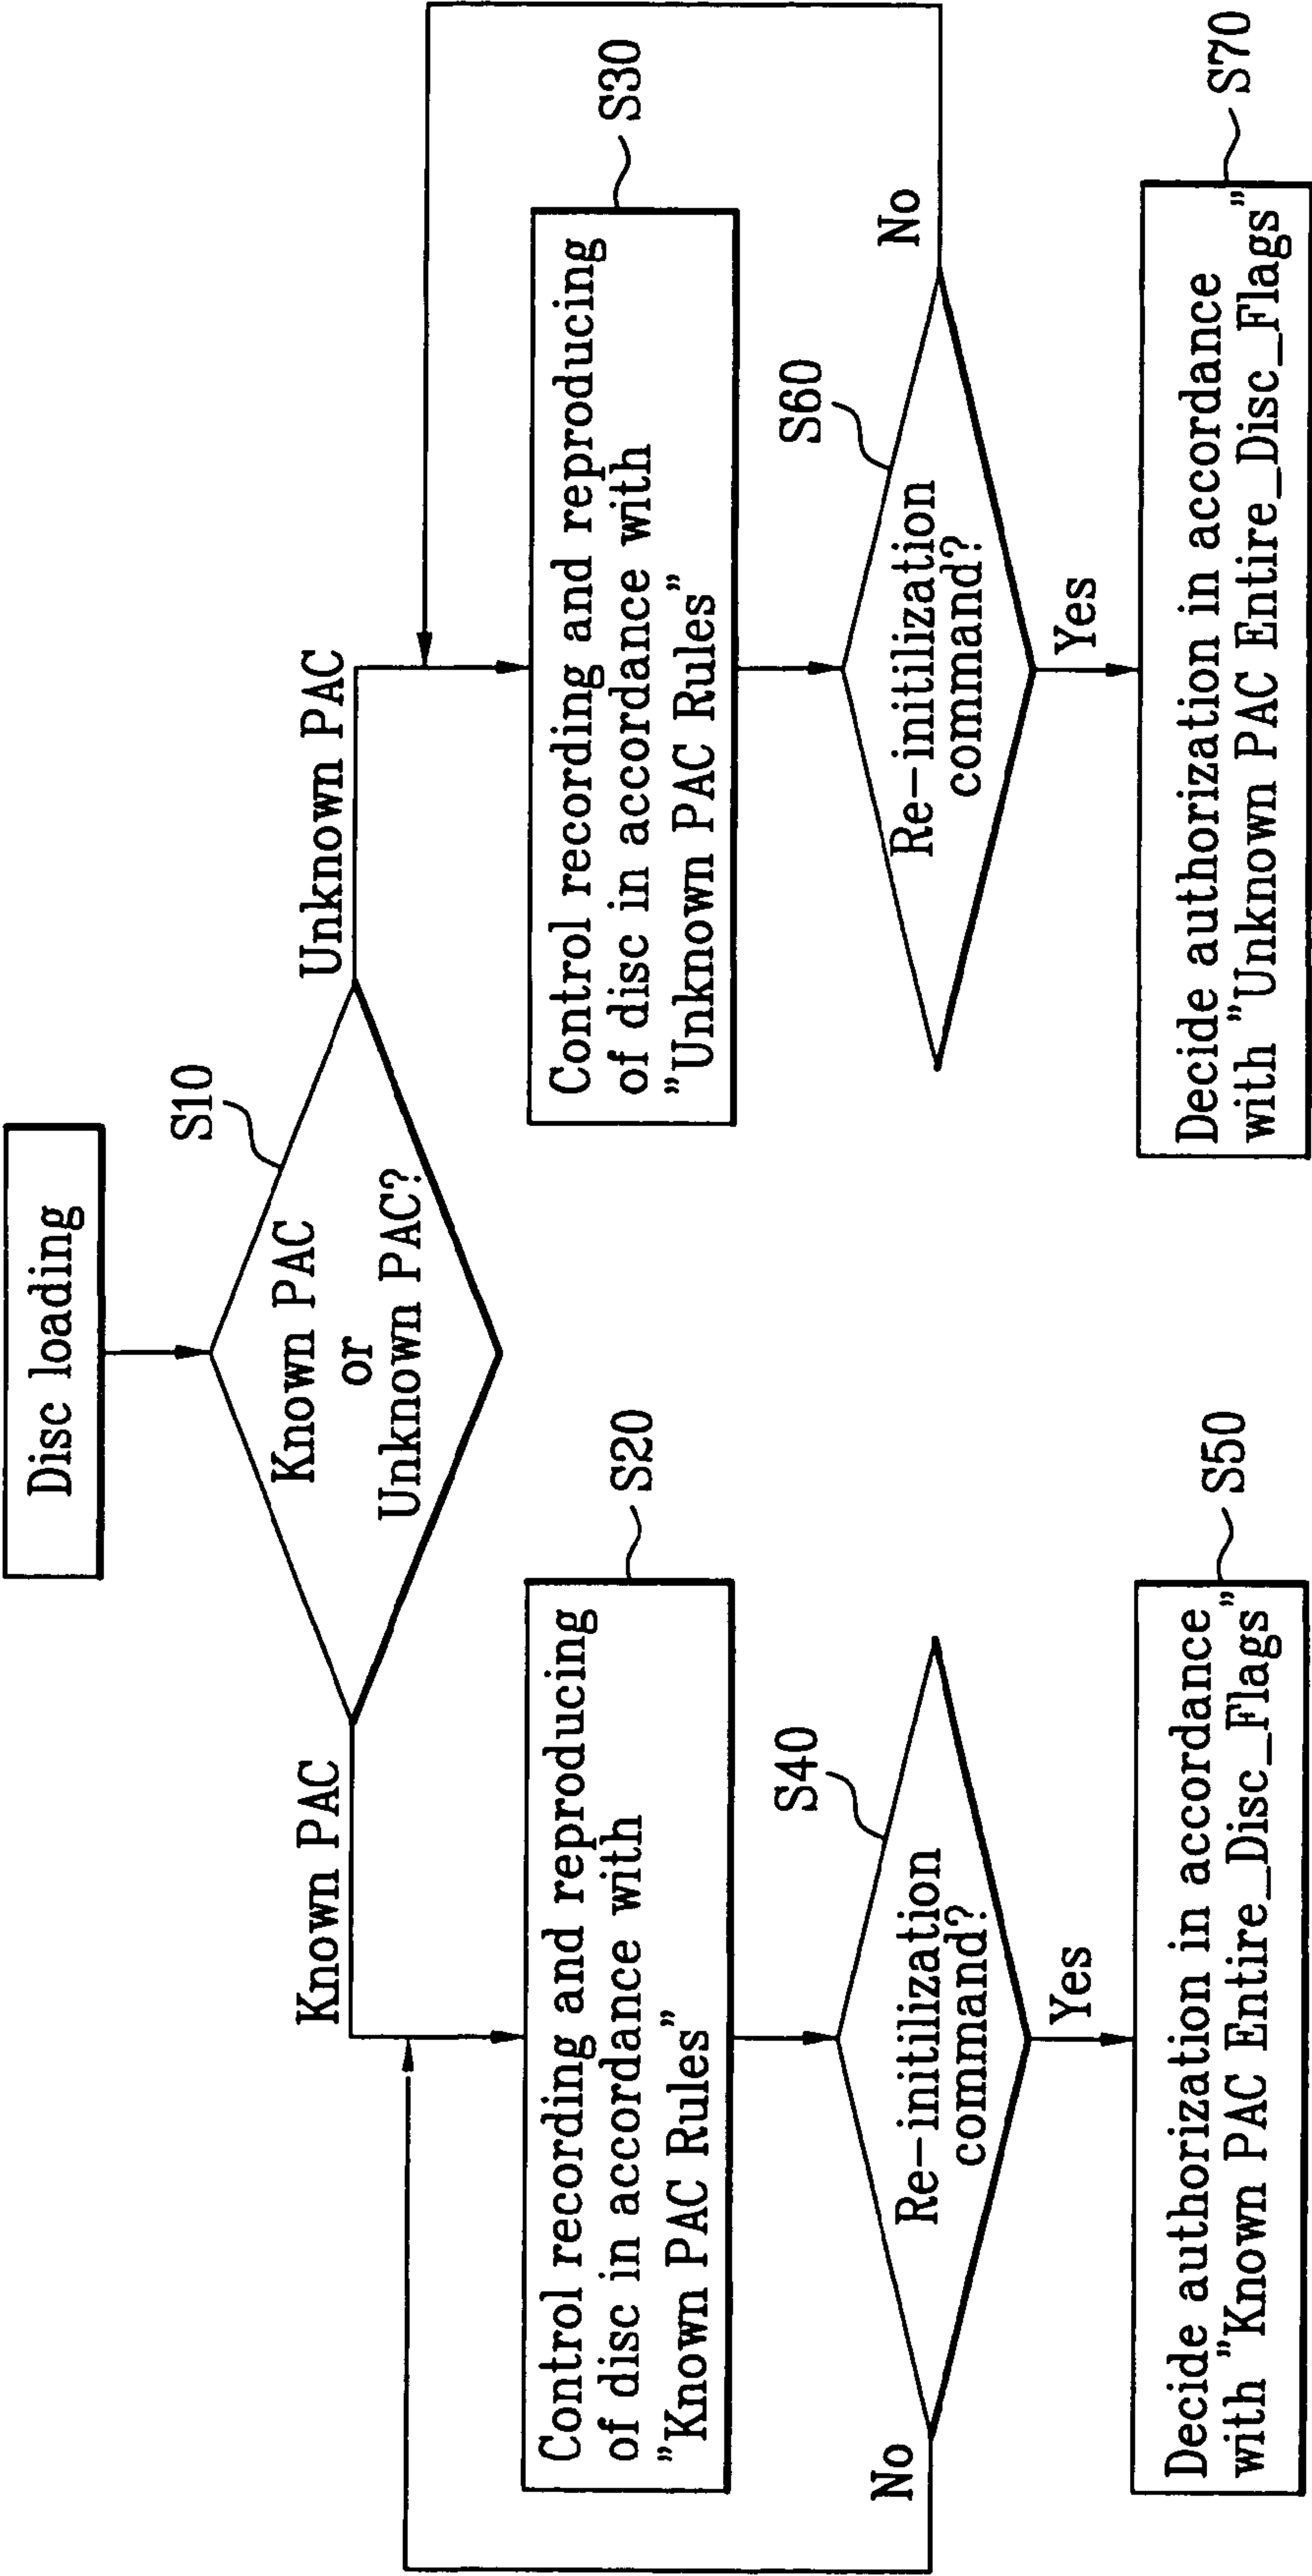 Disc loading
S10
Known PAC
or
Unknown PAC?
Known PAC
Unknown PAC
S20
Control recording and reproducing
of disc in accordance with
"Known PAC Rules"
S30
Control recording and reproducing
of disc in accordance with
"Unknown PAC Rules"
S40
Re-initilization
command?
No
Yes
S60
Re-initilization
command?
No
Yes
S50
Decide authorization in accordance
with "Known PAC Entire_Disc_Flags"
S70
Decide authorization in accordance
with "Unknown PAC Entire_Disc_Flags"